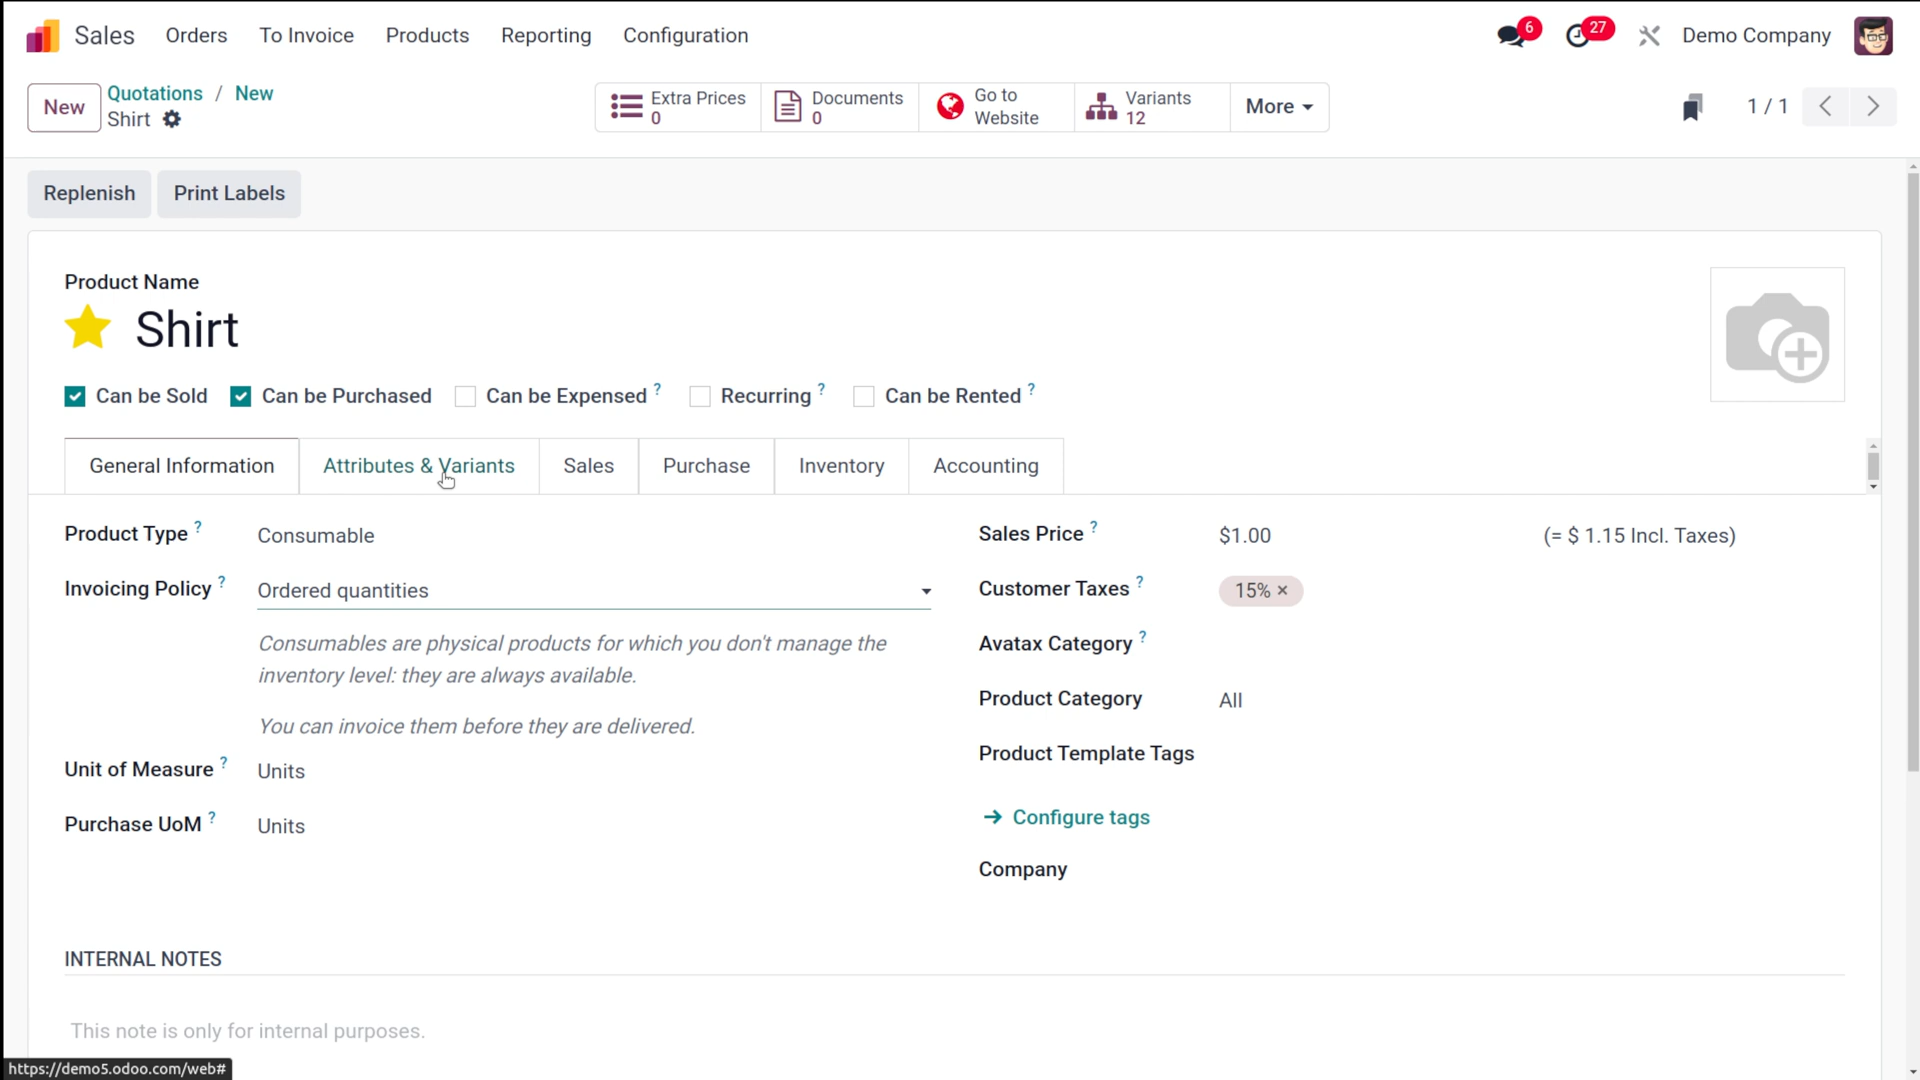 Sales Orders To Invoice Products Reporting Configuration 6 27 Demo Company
New Quotations / New
Shirt
Extra Prices
0
Documents
0
Go to
Website
Variants
12
More
1 / 1
Replenish Print Labels
Product Name
Shirt
Can be Sold Can be Purchased Can be Expensed ? Recurring ? Can be Rented ?
General Information Attributes & Variants Sales Purchase Inventory Accounting
Product Type ? Consumable
Invoicing Policy ? Ordered quantities
Consumables are physical products for which you don't manage the
inventory level: they are always available.
You can invoice them before they are delivered.
Unit of Measure ? Units
Purchase UoM ? Units
Sales Price ? $1.00 (= $ 1.15 Incl. Taxes)
Customer Taxes ? 15% ×
Avatax Category ?
Product Category All
Product Template Tags
→ Configure tags
Company
INTERNAL NOTES
This note is only for internal purposes.
https://demo5.odoo.com/web#